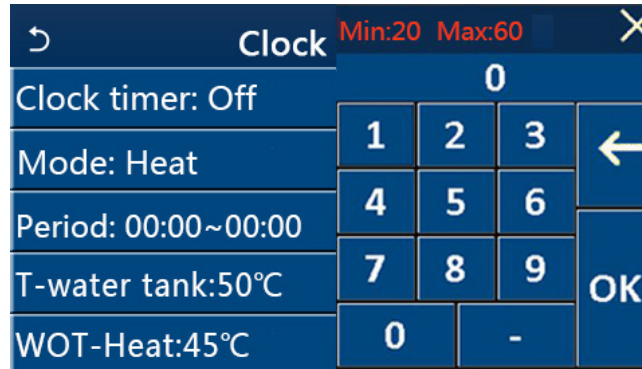 Clock
Clock timer: Off
Mode: Heat
Period: 00:00~00:00
T-water tank:50℃
WOT-Heat:45℃
Min:20 Max:60
0
1 2 3
4 5 6
7 8 9
0 -
OK